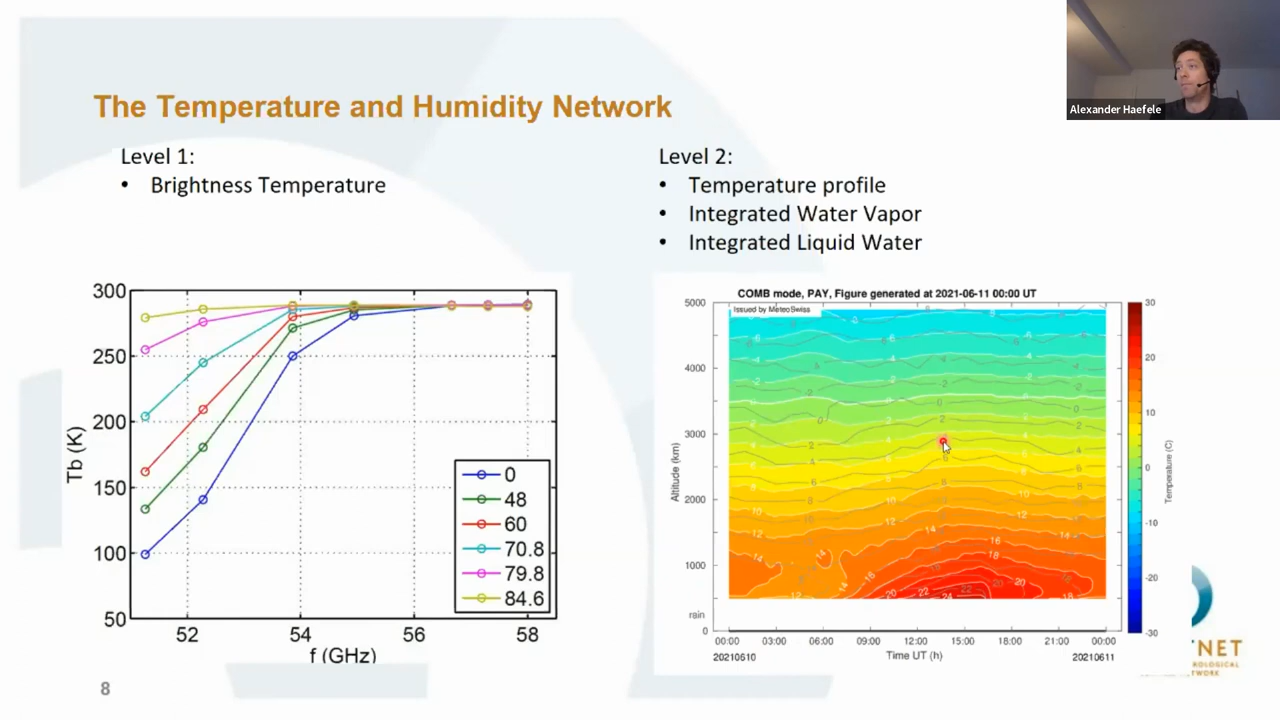 Alexander Haefele
The Temperature and Humidity Network
Level 1:
• Brightness Temperature
Level 2:
• Temperature profile
• Integrated Water Vapor
• Integrated Liquid Water
300
250
200
150
100
50
Tb (K)
52
54
56
58
f (GHz)
0
48
60
70.8
79.8
84.6
COMB mode, PAY, Figure generated at 2021-06-11 00:00 UT
Issued by MeteoSwiss
5000
4000
3000
2000
1000
rain
0
Altitude (km)
00:00
03:00
06:00
09:00
12:00
15:00
18:00
21:00
00:00
20210610
Time UT (h)
20210611
30
20
10
0
-10
-20
-30
Temperature (C)
'NET
ROLOGICAL
TWORK
8